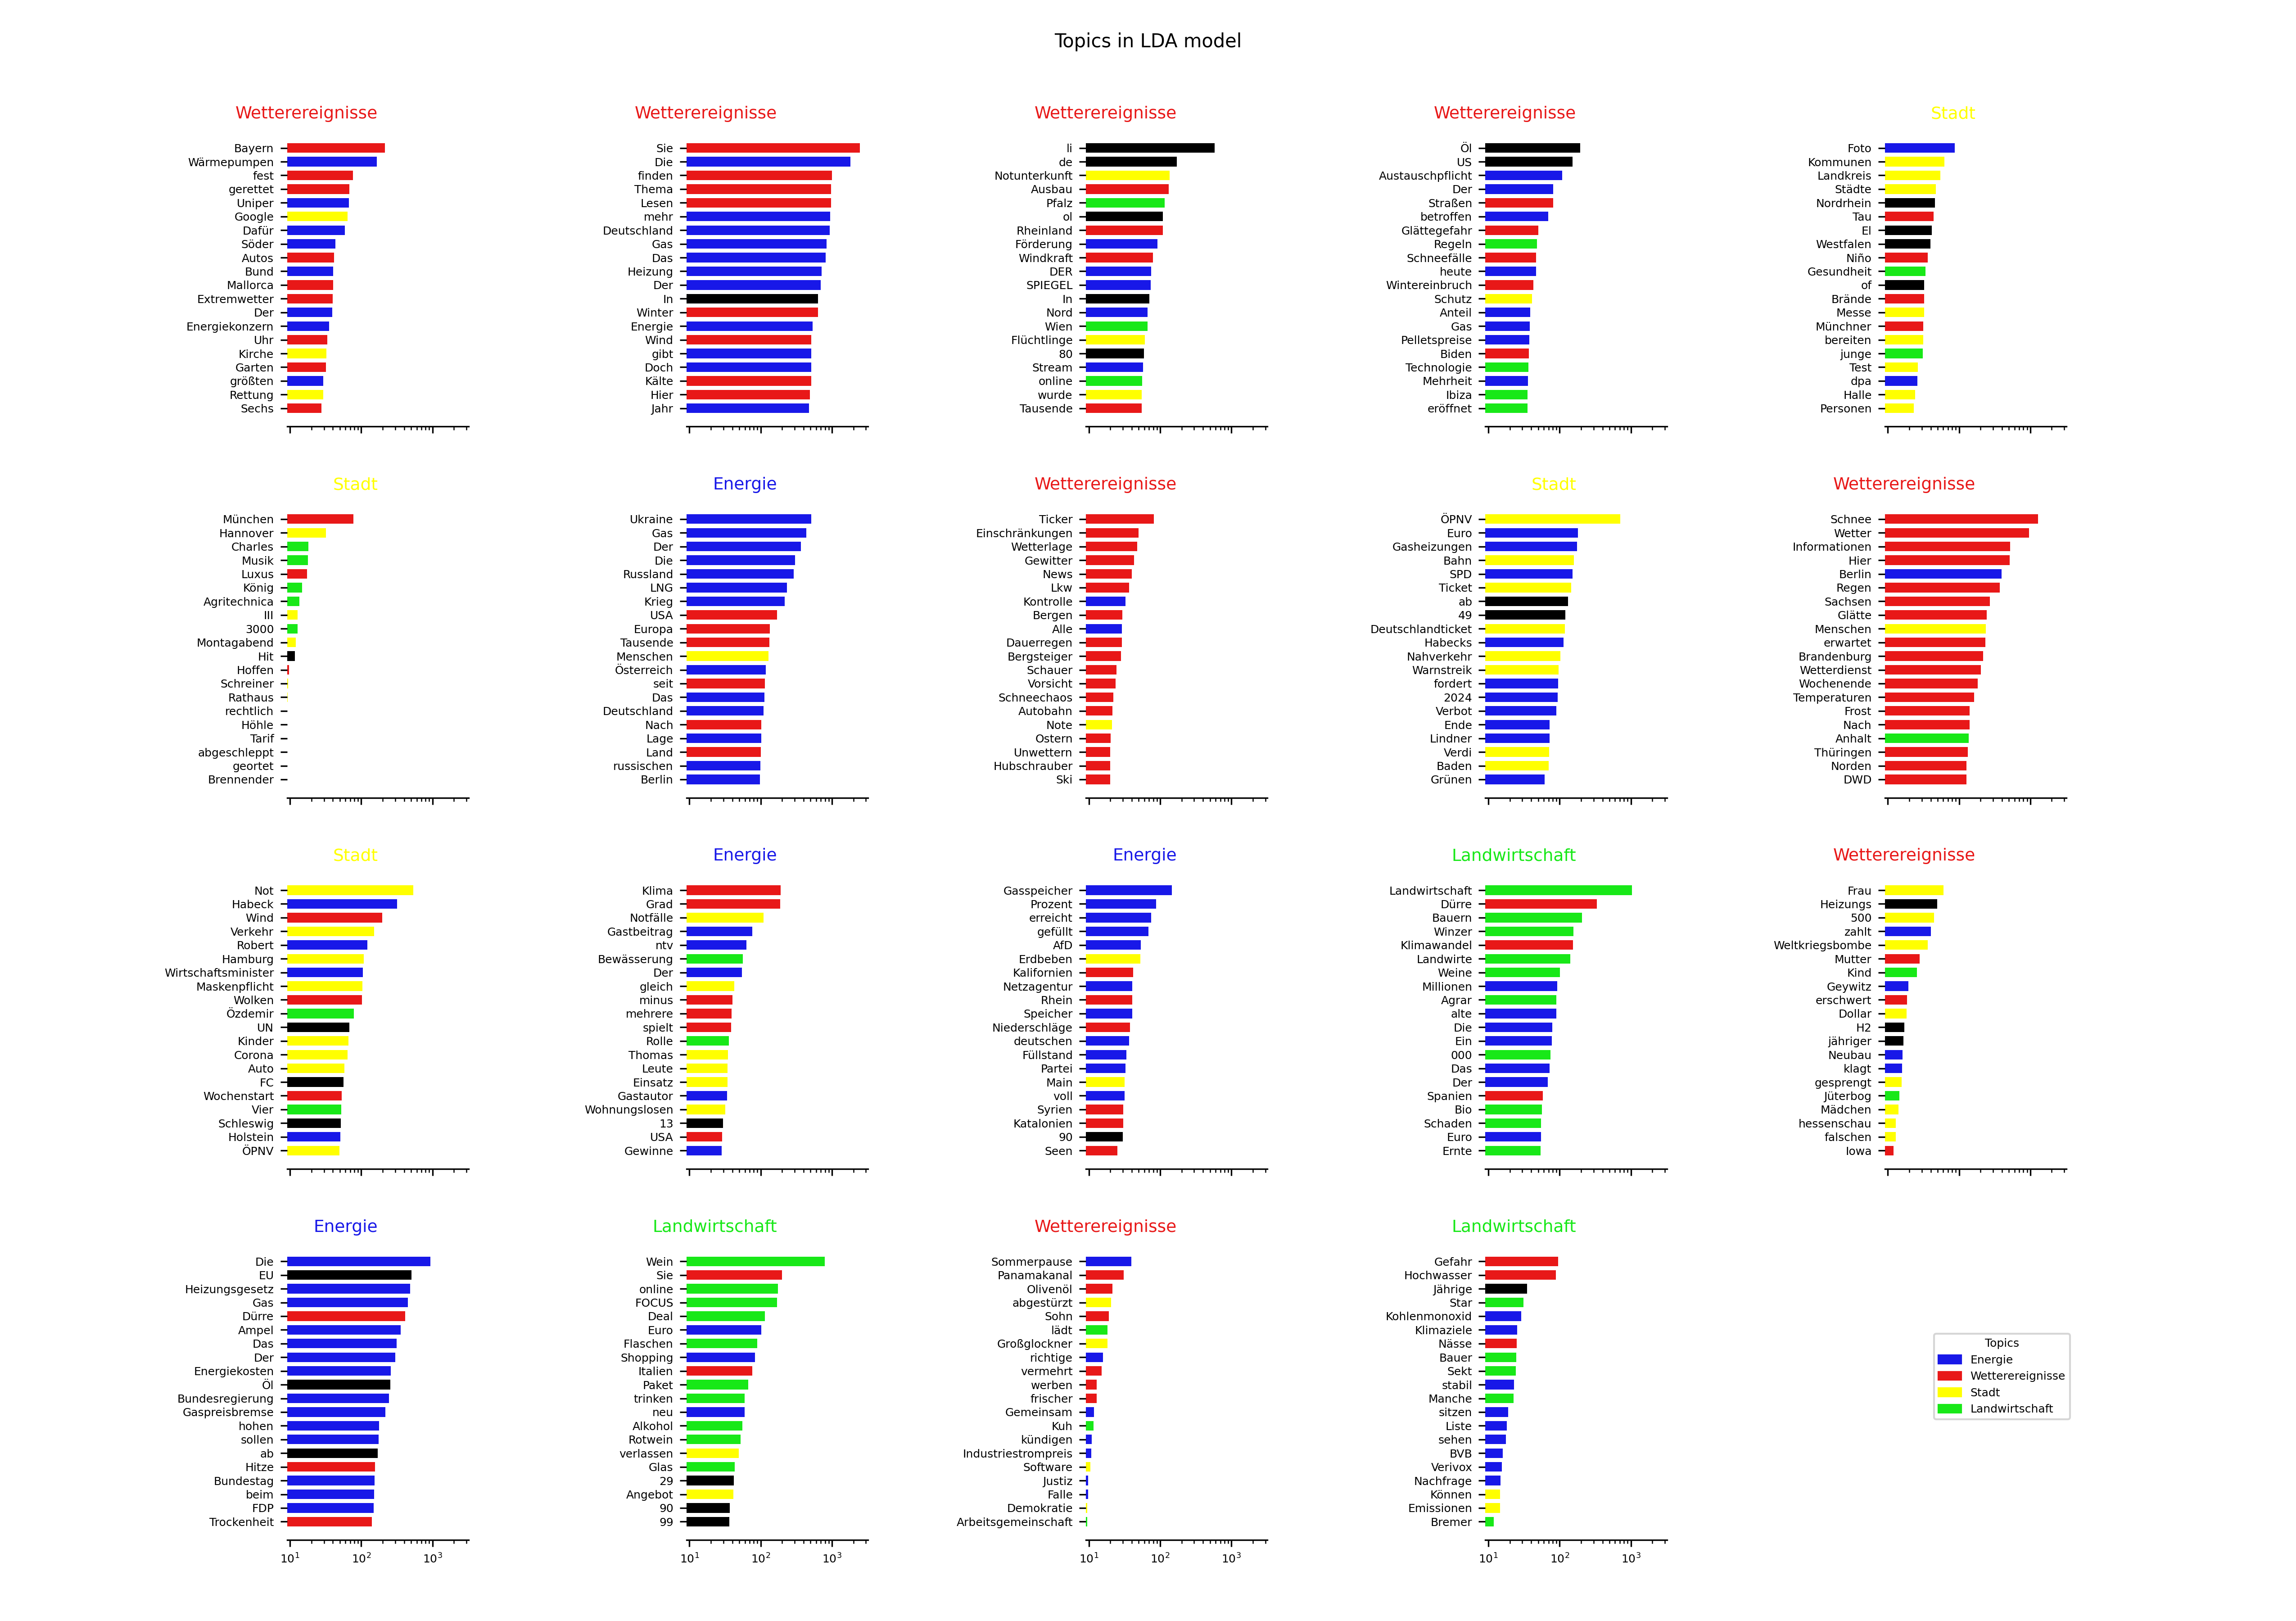 Topics in LDA model
Wetterereignisse
Bayern
Wärmepumpen
fest
gerettet
Uniper
Google
Dafür
Söder
Autos
Bund
Mallorca
Extremwetter
Der
Energiekonzern
Uhr
Kirche
Garten
größten
Rettung
Sechs
Wetterereignisse
Sie
Die
finden
Thema
Lesen
mehr
Deutschland
Gas
Das
Heizung
Der
In
Winter
Energie
Wind
gibt
Doch
Kälte
Hier
Jahr
Wetterereignisse
li
de
Notunterkunft
Ausbau
Pfalz
ol
Rheinland
Förderung
Windkraft
DER
SPIEGEL
In
Nord
Wien
Flüchtlinge
80
Stream
online
wurde
Tausende
Wetterereignisse
Öl
US
Austauschpflicht
Der
Straßen
betroffen
Glättegefahr
Regeln
Schneefälle
heute
Wintereinbruch
Schutz
Anteil
Gas
Pelletspreise
Biden
Technologie
Mehrheit
Ibiza
eröffnet
Stadt
Foto
Kommunen
Landkreis
Städte
Nordrhein
Tau
El
Westfalen
Niño
Gesundheit
of
Brände
Messe
Münchner
bereiten
junge
Test
dpa
Halle
Personen
Stadt
München
Hannover
Charles
Musik
Luxus
König
Agritechnica
III
3000
Montagabend
Hit
Hoffen
Schreiner
Rathaus
rechtlich
Höhle
Tarif
abgeschleppt
geortet
Brennender
Energie
Ukraine
Gas
Der
Die
Russland
LNG
Krieg
USA
Europa
Tausende
Menschen
Österreich
seit
Das
Deutschland
Nach
Lage
Land
russischen
Berlin
Wetterereignisse
Ticker
Einschränkungen
Wetterlage
Gewitter
News
Lkw
Kontrolle
Bergen
Alle
Dauerregen
Bergsteiger
Schauer
Vorsicht
Schneechaos
Autobahn
Note
Ostern
Unwettern
Hubschrauber
Ski
Stadt
ÖPNV
Euro
Gasheizungen
Bahn
SPD
Ticket
ab
49
Deutschlandticket
Habecks
Nahverkehr
Warnstreik
fordert
2024
Verbot
Ende
Lindner
Verdi
Baden
Grünen
Wetterereignisse
Schnee
Wetter
Informationen
Hier
Berlin
Regen
Sachsen
Glätte
Menschen
erwartet
Brandenburg
Wetterdienst
Wochenende
Temperaturen
Frost
Nach
Anhalt
Thüringen
Norden
DWD
Stadt
Not
Habeck
Wind
Verkehr
Robert
Hamburg
Wirtschaftsminister
Maskenpflicht
Wolken
Özdemir
UN
Kinder
Corona
Auto
FC
Wochenstart
Vier
Schleswig
Holstein
ÖPNV
Energie
Klima
Grad
Notfälle
Gastbeitrag
ntv
Bewässerung
Der
gleich
minus
mehrere
spielt
Rolle
Thomas
Leute
Einsatz
Gastautor
Wohnungslosen
13
USA
Gewinne
Energie
Gasspeicher
Prozent
erreicht
gefüllt
AfD
Erdbeben
Kalifornien
Netzagentur
Rhein
Speicher
Niederschläge
deutschen
Füllstand
Partei
Main
voll
Syrien
Katalonien
90
Seen
Landwirtschaft
Landwirtschaft
Dürre
Bauern
Winzer
Klimawandel
Landwirte
Weine
Millionen
Agrar
alte
Die
Ein
000
Das
Der
Spanien
Bio
Schaden
Euro
Ernte
Wetterereignisse
Frau
Heizungs
500
zahlt
Weltkriegsbombe
Mutter
Kind
Geywitz
erschwert
Dollar
H2
jähriger
Neubau
klagt
gesprengt
Jüterbog
Mädchen
hessenschau
falschen
Iowa
Energie
Die
EU
Heizungsgesetz
Gas
Dürre
Ampel
Das
Der
Energiekosten
Öl
Bundesregierung
Gaspreisbremse
hohen
sollen
ab
Hitze
Bundestag
beim
FDP
Trockenheit
10¹ 10² 10³
Landwirtschaft
Wein
Sie
online
FOCUS
Deal
Euro
Flaschen
Shopping
Italien
Paket
trinken
neu
Alkohol
Rotwein
verlassen
Glas
29
Angebot
90
99
10¹ 10² 10³
Wetterereignisse
Sommerpause
Panamakanal
Olivenöl
abgestürzt
Sohn
lädt
Großglockner
richtige
vermehrt
werben
frischer
Gemeinsam
Kuh
kündigen
Industriestrompreis
Software
Justiz
Falle
Demokratie
Arbeitsgemeinschaft
10¹ 10² 10³
Landwirtschaft
Gefahr
Hochwasser
Jährige
Star
Kohlenmonoxid
Klimaziele
Nässe
Bauer
Sekt
stabil
Manche
sitzen
Liste
sehen
BVB
Verivox
Nachfrage
Können
Emissionen
Bremer
10¹ 10² 10³
Topics
Energie
Wetterereignisse
Stadt
Landwirtschaft